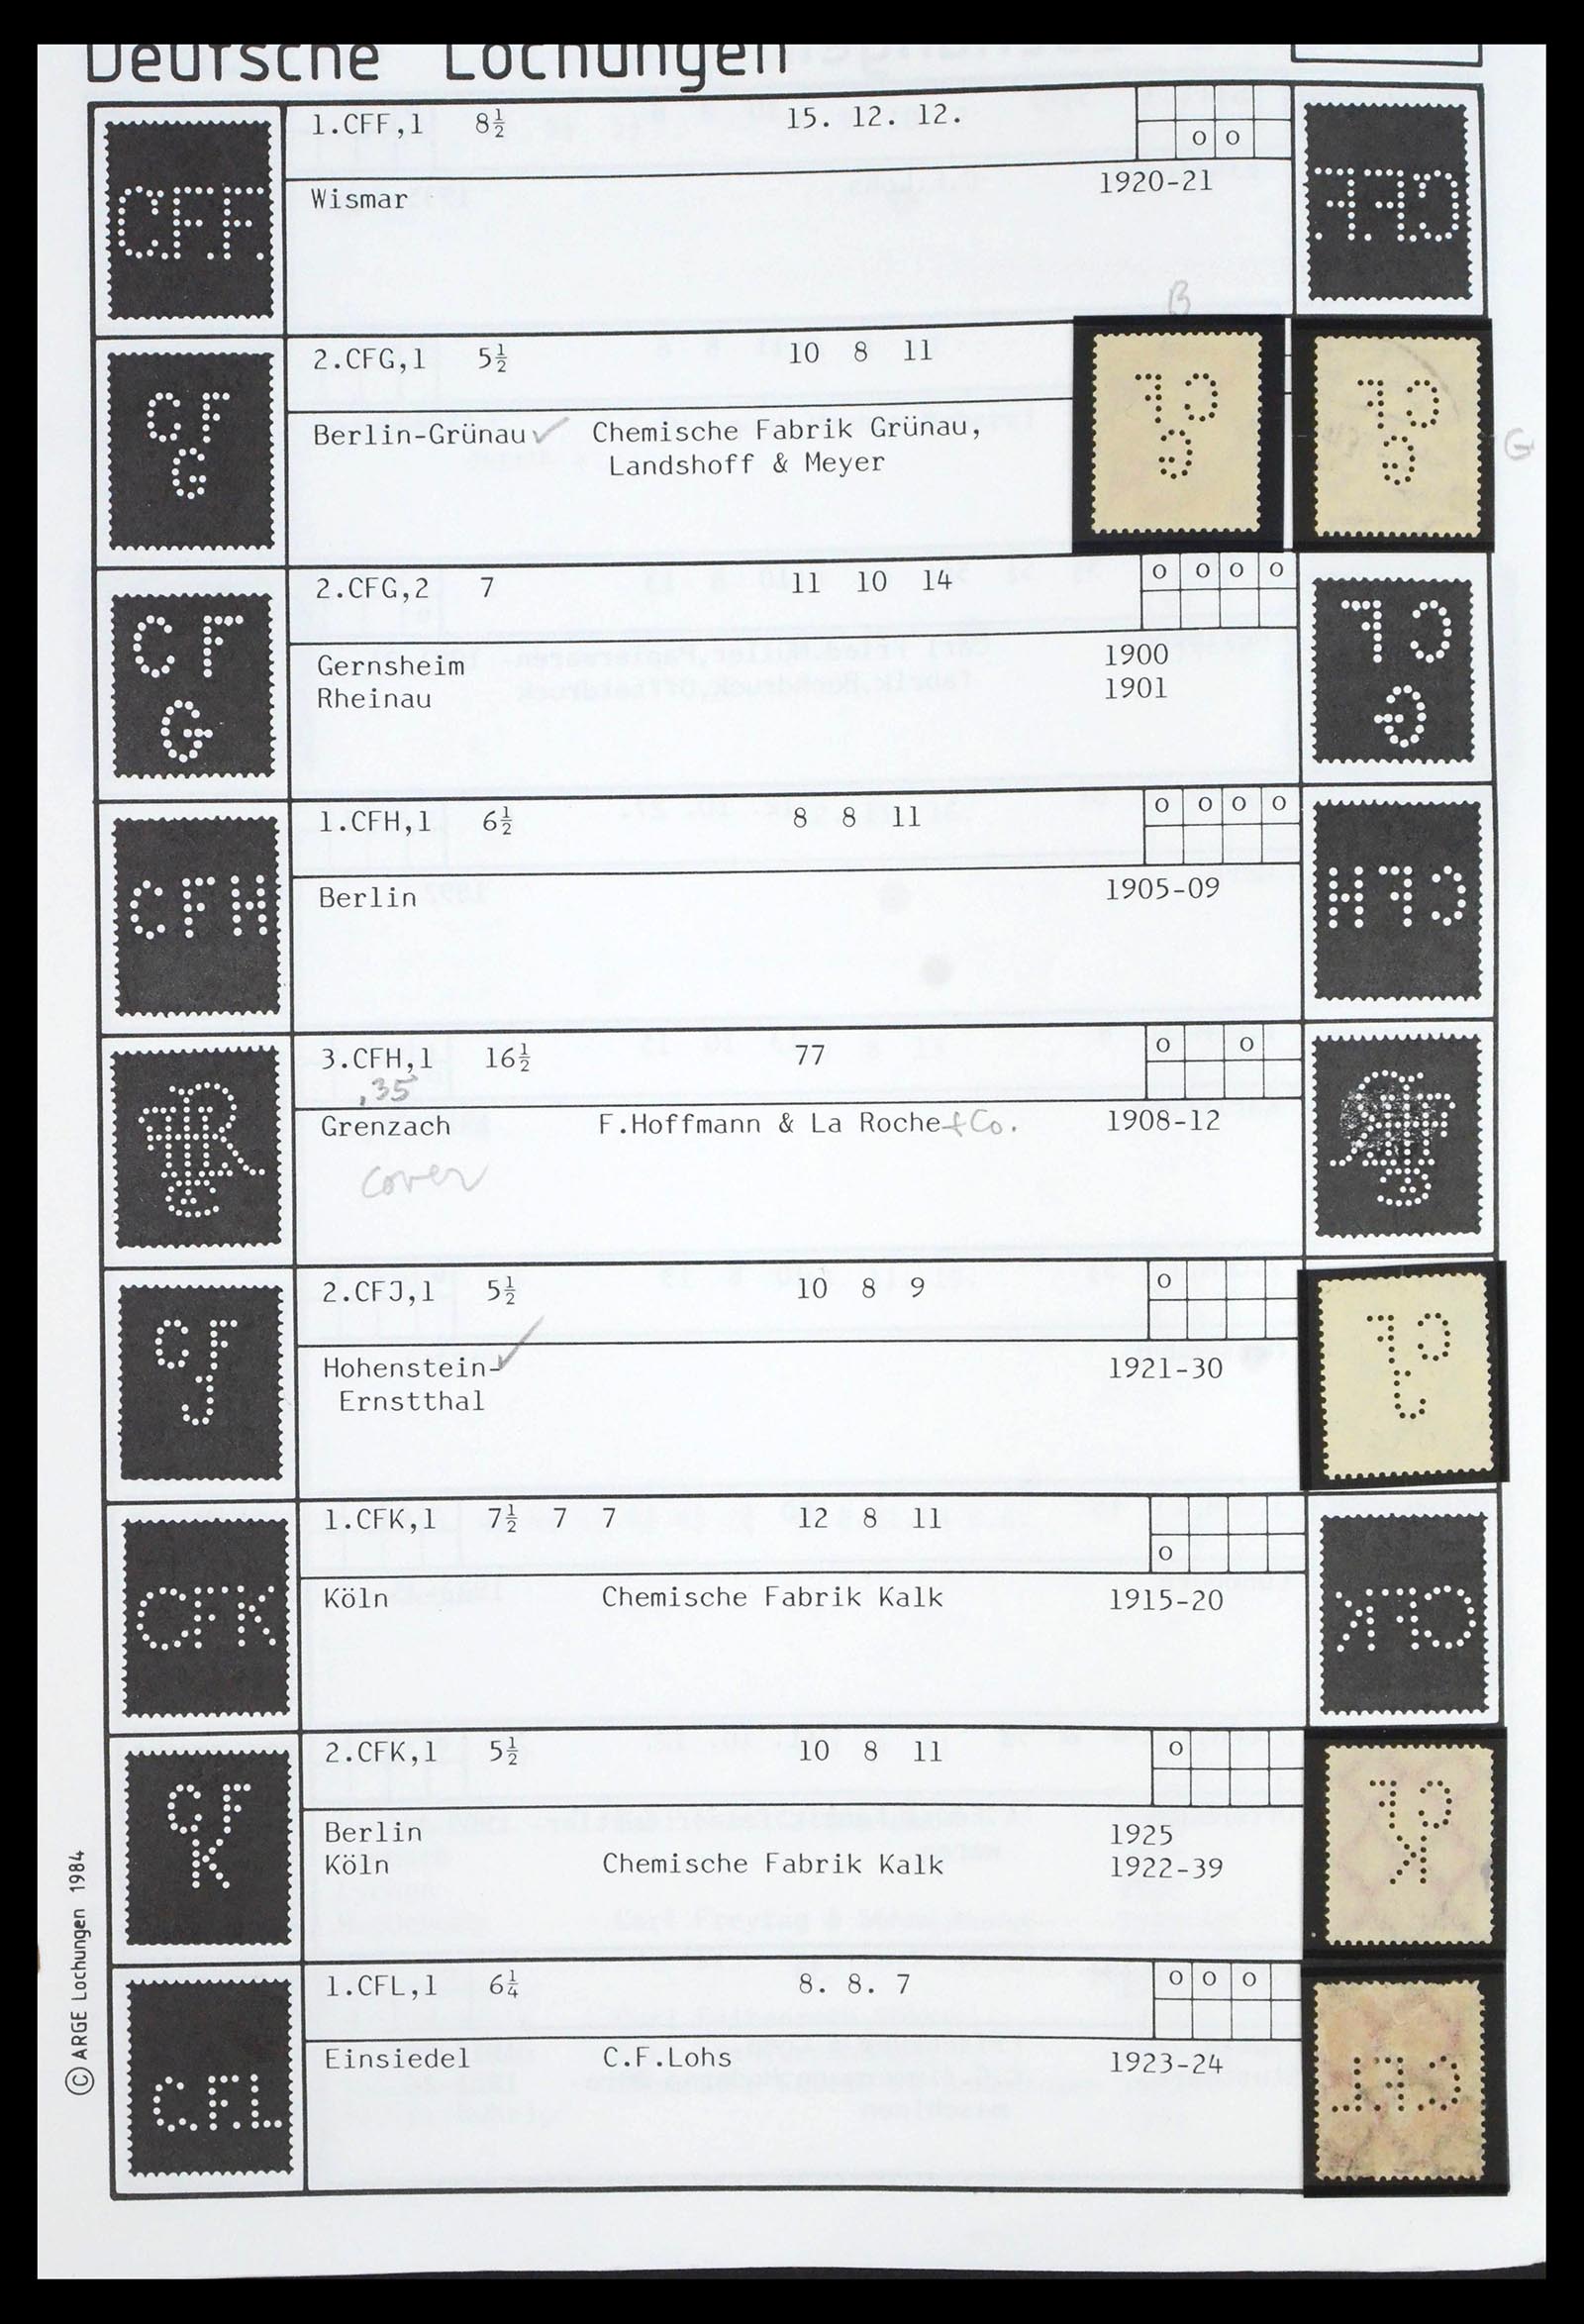 Deutsche Lochungen
1.CFF,1 8½ 15. 12. 12.
o o
Wismar 1920-21
B
2.CFG,1 5½ 10 8 11
Berlin-Grünau ✓ Chemische Fabrik Grünau,
Landshoff & Meyer
G
2.CFG,2 7 11 10 14
o o o o
Gernsheim 1900
Rheinau 1901
1.CFH,1 6½ 8 8 11
o o o o
Berlin 1905-09
3.CFH,1 16½ 77
o o
,35
Grenzach F.Hoffmann & La Roche + Co. 1908-12
cover
2.CFJ,1 5½ 10 8 9
o
Hohenstein- ✓ 1921-30
Ernstthal
1.CFK,1 7½ 7 7 12 8 11
o
Köln Chemische Fabrik Kalk 1915-20
2.CFK,1 5½ 10 8 11
o
Berlin 1925
Köln Chemische Fabrik Kalk 1922-39
1.CFL,1 6¼ 8. 8. 7
o o o
Einsiedel C.F.Lohs 1923-24
© ARGE Lochungen 1984
C.F.F.
CF
G
CF
G
CFH
CF
J
CFK
CF
K
C.F.L